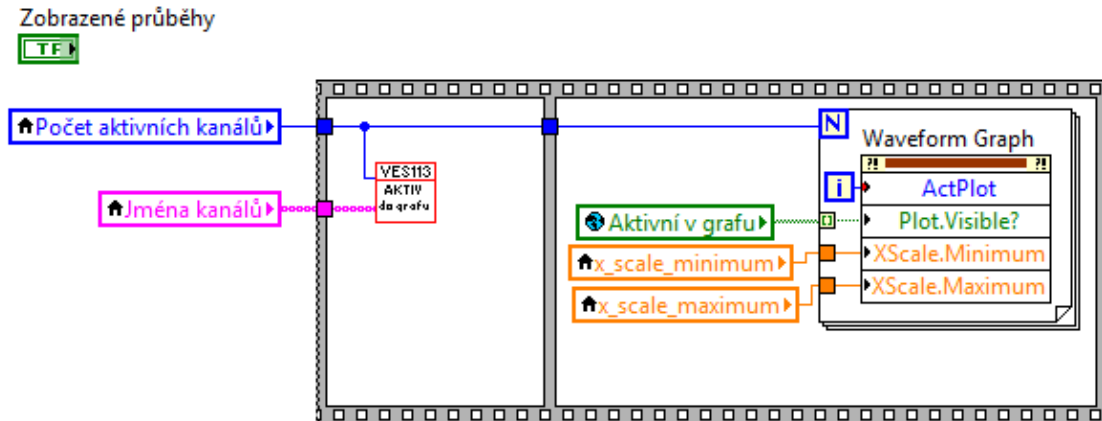 Zobrazené průběhy
TF
Počet aktivních kanálů
Jména kanálů
VES113
AKTIV
do grafu
N
Waveform Graph
?! ?!
i
ActPlot
Aktivní v grafu
Plot.Visible?
x_scale_minimum
XScale.Minimum
x_scale_maximum
XScale.Maximum